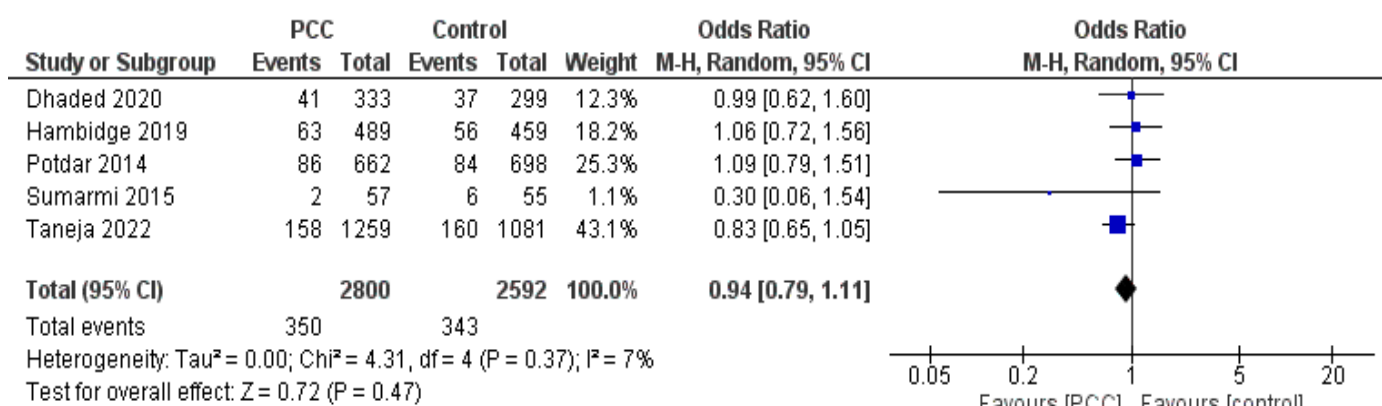 PCC Control Odds Ratio Odds Ratio
Study or Subgroup Events Total Events Total Weight M-H, Random, 95% CI M-H, Random, 95% CI
Dhaded 2020 41 333 37 299 12.3% 0.99 [0.62, 1.60]
Hambidge 2019 63 489 56 459 18.2% 1.06 [0.72, 1.56]
Potdar 2014 86 662 84 698 25.3% 1.09 [0.79, 1.51]
Sumarmi 2015 2 57 6 55 1.1% 0.30 [0.06, 1.54]
Taneja 2022 158 1259 160 1081 43.1% 0.83 [0.65, 1.05]
Total (95% CI) 2800 2592 100.0% 0.94 [0.79, 1.11]
Total events 350 343
Heterogeneity: Tau² = 0.00; Chi² = 4.31, df = 4 (P = 0.37); I² = 7%
Test for overall effect: Z = 0.72 (P = 0.47)
0.05 0.2 1 5 20
Favours [PCC] Favours [control]